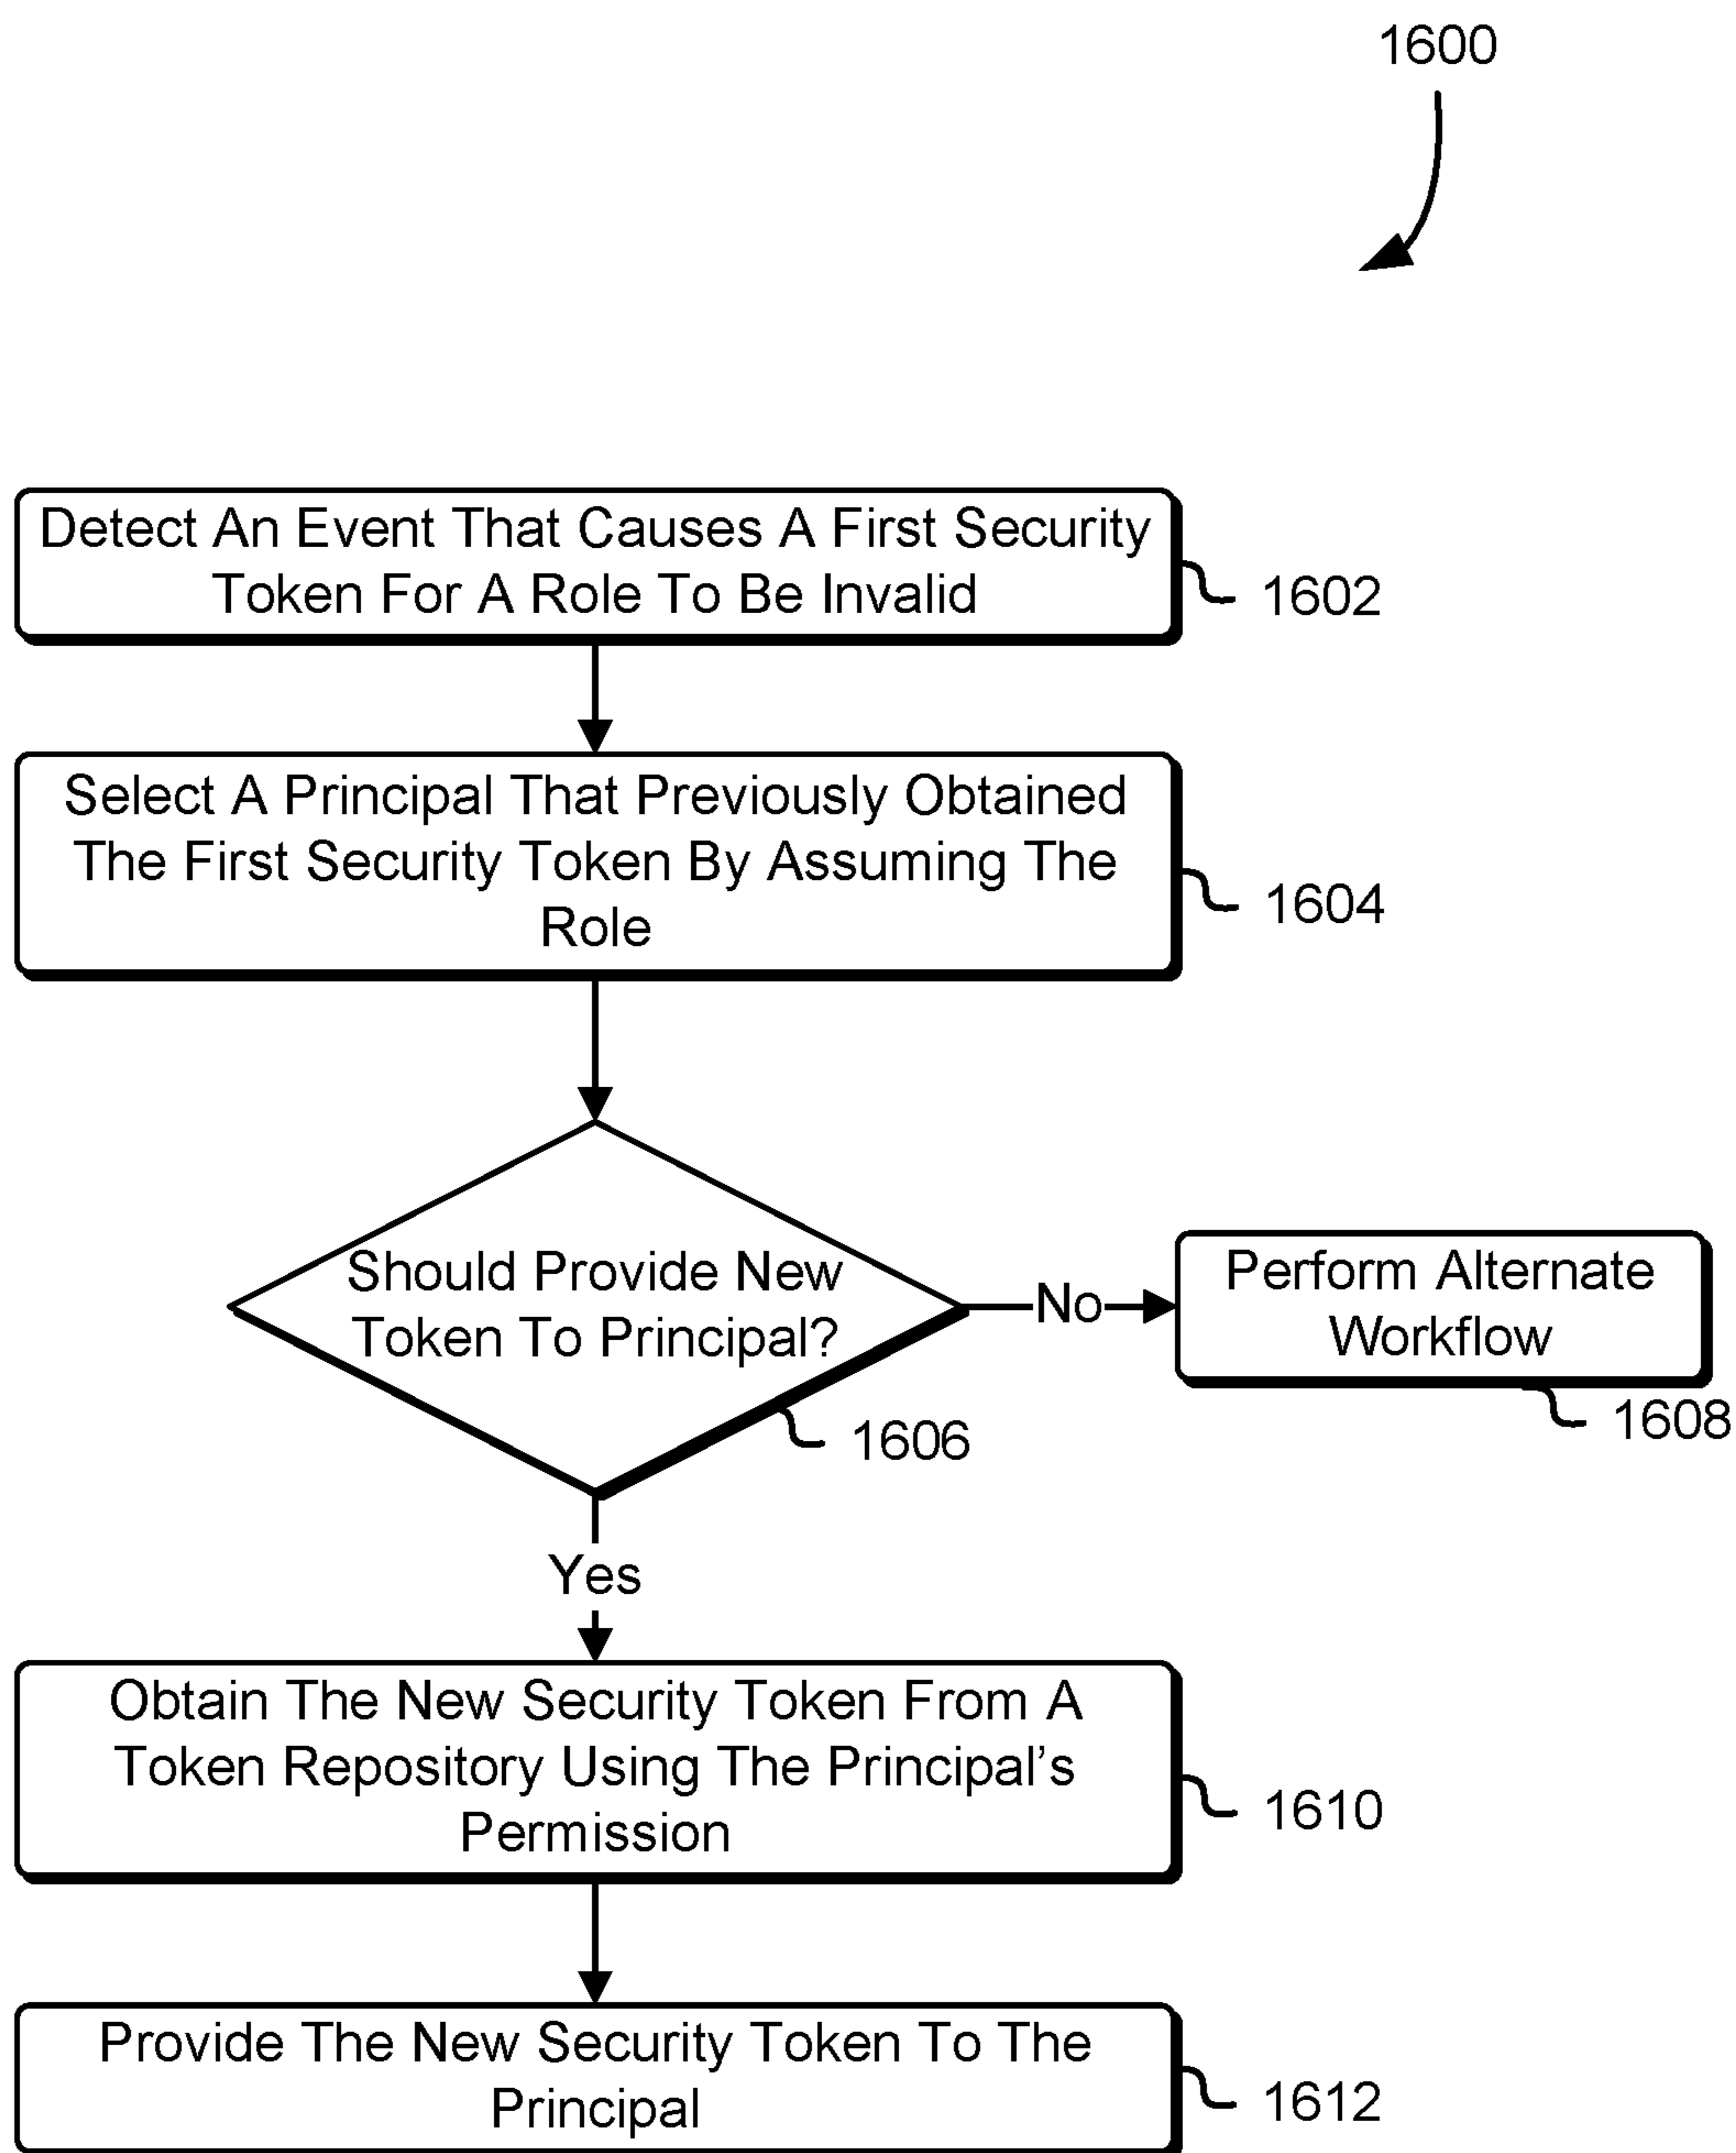 1600
Detect An Event That Causes A First Security
Token For A Role To Be Invalid
1602
Select A Principal That Previously Obtained
The First Security Token By Assuming The
Role
1604
Should Provide New
Token To Principal?
1606
No
Perform Alternate
Workflow
1608
Yes
Obtain The New Security Token From A
Token Repository Using The Principal’s
Permission
1610
Provide The New Security Token To The
Principal
1612